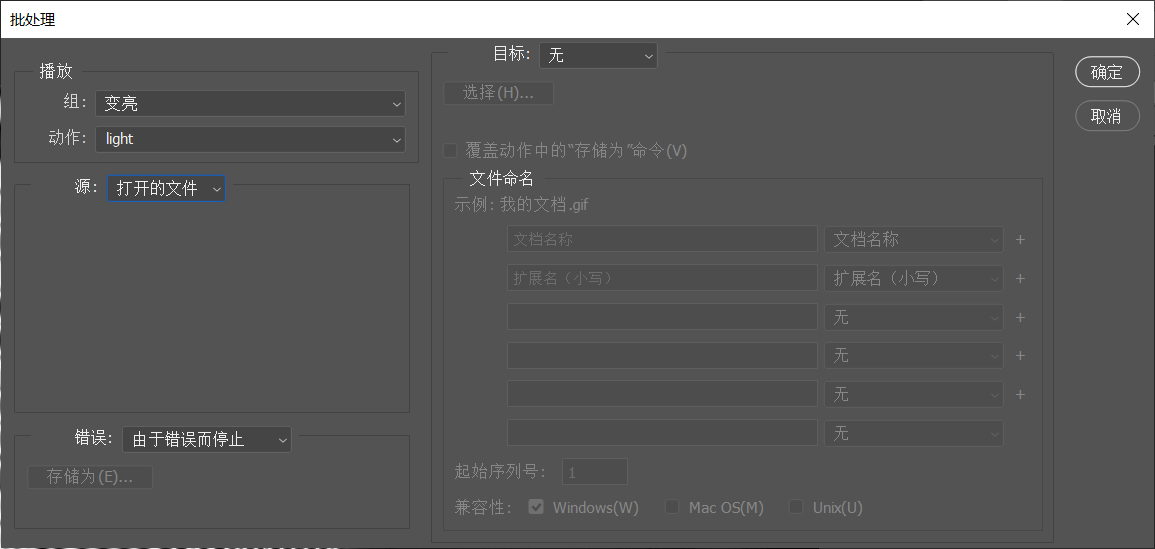 批处理
播放
组: 变亮
动作: light
源: 打开的文件
错误: 由于错误而停止
存储为(E)...
目标: 无
选择(H)...
覆盖动作中的“存储为”命令(V)
文件命名
示例: 我的文档.gif
文档名称 文档名称 +
扩展名（小写） 扩展名（小写） +
无 +
无 +
无 +
无
起始序列号: 1
兼容性: Windows(W) Mac OS(M) Unix(U)
确定
取消